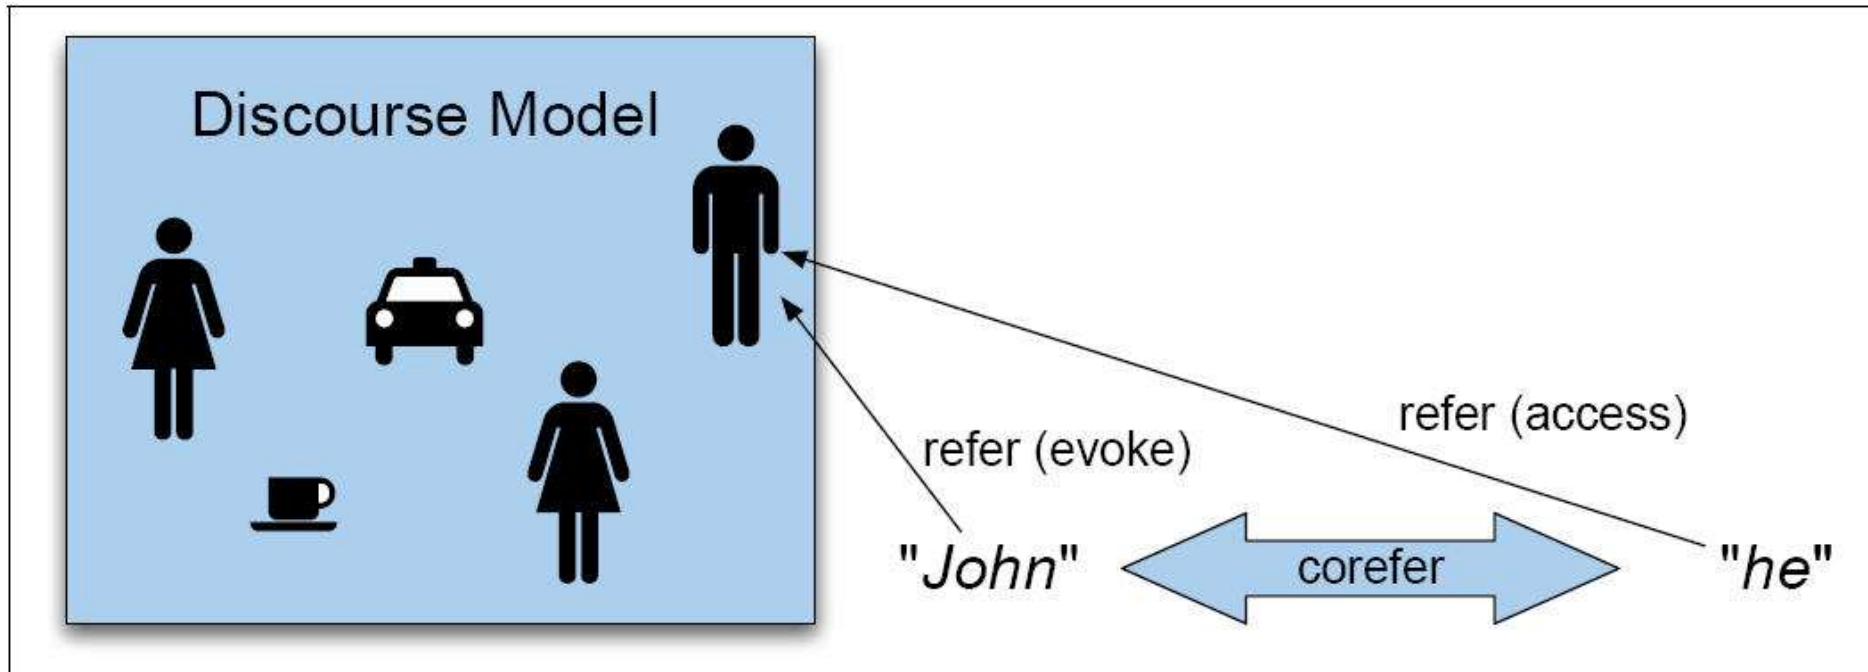 Discourse Model
refer (access)
refer (evoke)
"John"
corefer
"he"